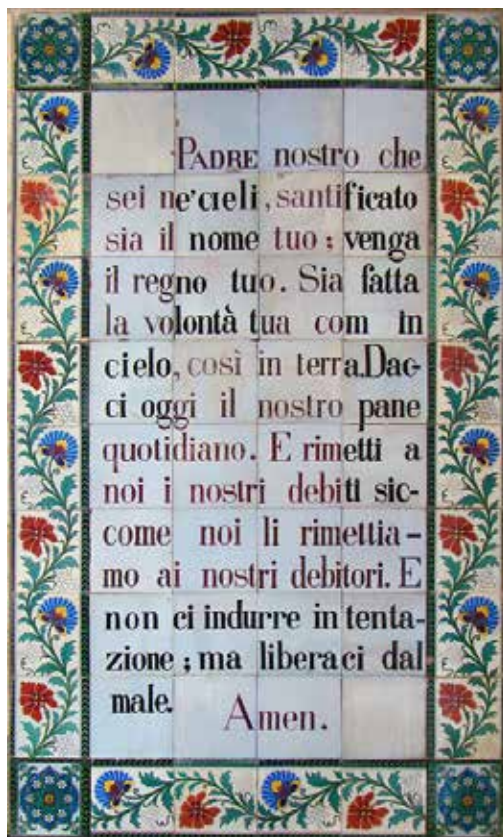 PADRE nostro che
sei ne'cieli, santificato
sia il nome tuo: venga
il regno tuo. Sia fatta
la volontà tua com in
cielo, così in terra. Dac-
ci oggi il nostro pane
quotidiano. E rimetti a
noi i nostri debiti sic-
come noi li rimettia-
mo ai nostri debitori. E
non ci indurre in tenta-
zione; ma liberaci dal
male.
Amen.